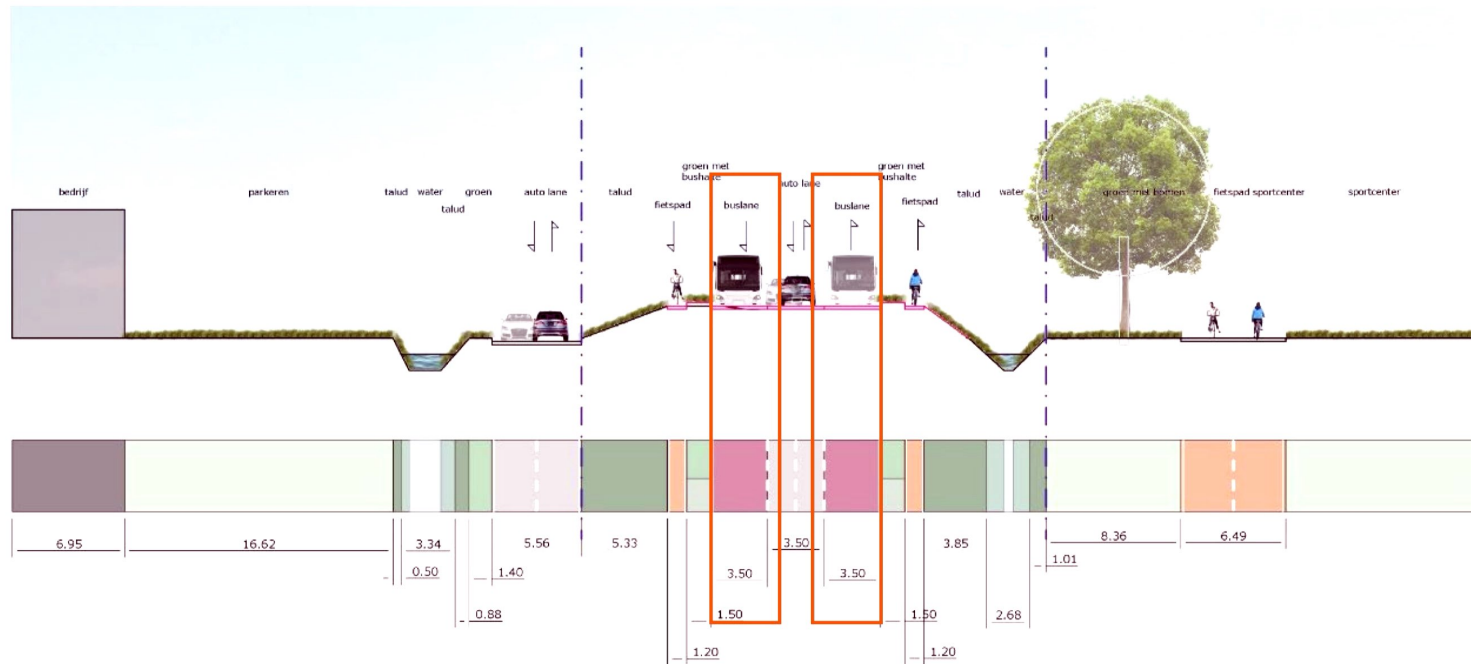 groen met
bushalte
groen met
bushalte
auto lane
bedrijf
parkeren
talud
water
groen
auto lane
talud
buslane
buslane
talud
water
groen met bomen
fietspad sportcenter
sportcenter
fietspad
fietspad
talud
talud
6.95
16.62
3.34
5.56
5.33
3.50
3.85
8.36
6.49
1.01
0.50
1.40
3.50
3.50
0.88
1.50
1.50
2.68
1.20
1.20